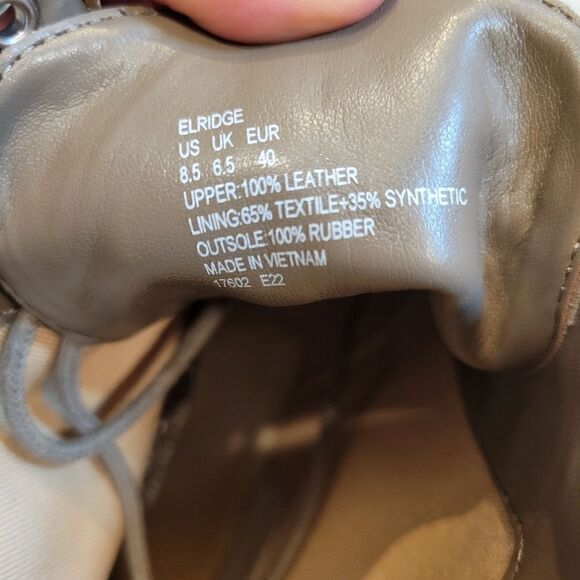 ELRIDGE
US UK EUR
8.5 6.5 40
UPPER:100% LEATHER
LINING:65% TEXTILE+35% SYNTHETIC
OUTSOLE:100% RUBBER
MADE IN VIETNAM
17602 E22